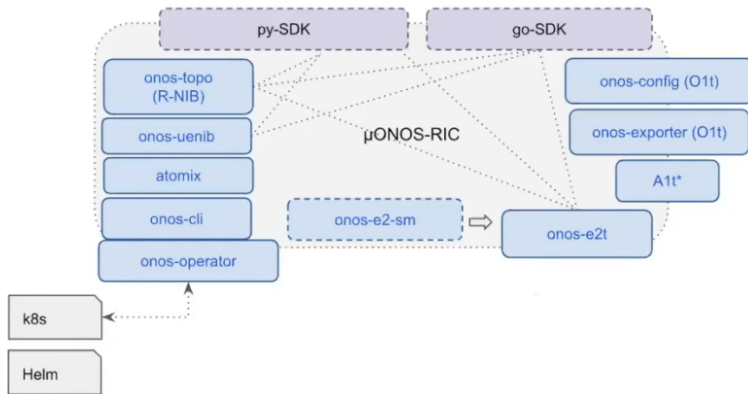 py-SDK
go-SDK
onos-topo
(R-NIB)
onos-config (O1t)
onos-uenib
µONOS-RIC
onos-exporter (O1t)
atomix
A1t*
onos-cli
onos-e2-sm
onos-e2t
onos-operator
k8s
Helm